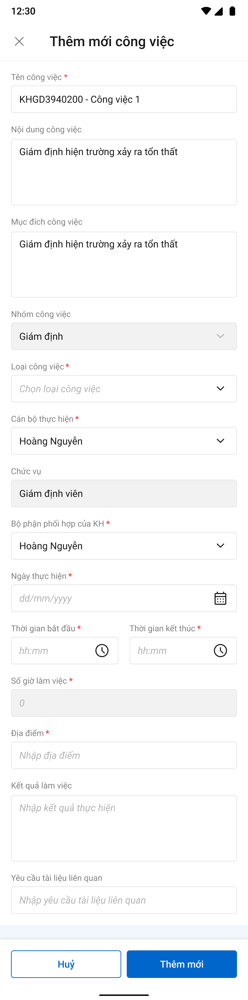 12:30
Thêm mới công việc
Tên công việc *
KHGD3940200 - Công việc 1
Nội dung công việc
Giám định hiện trường xảy ra tổn thất
Mục đích công việc
Giám định hiện trường xảy ra tổn thất
Nhóm công việc
Giám định
Loại công việc *
Chọn loại công việc
Cán bộ thực hiện *
Hoàng Nguyễn
Chức vụ
Giám định viên
Bộ phận phối hợp của KH *
Hoàng Nguyễn
Ngày thực hiện *
dd/mm/yyyy
Thời gian bắt đầu * Thời gian kết thúc *
hh:mm hh:mm
Số giờ làm việc *
0
Địa điểm *
Nhập địa điểm
Kết quả làm việc
Nhập kết quả thực hiện
Yêu cầu tài liệu liên quan
Nhập yêu cầu tài liệu liên quan
Huỷ Thêm mới